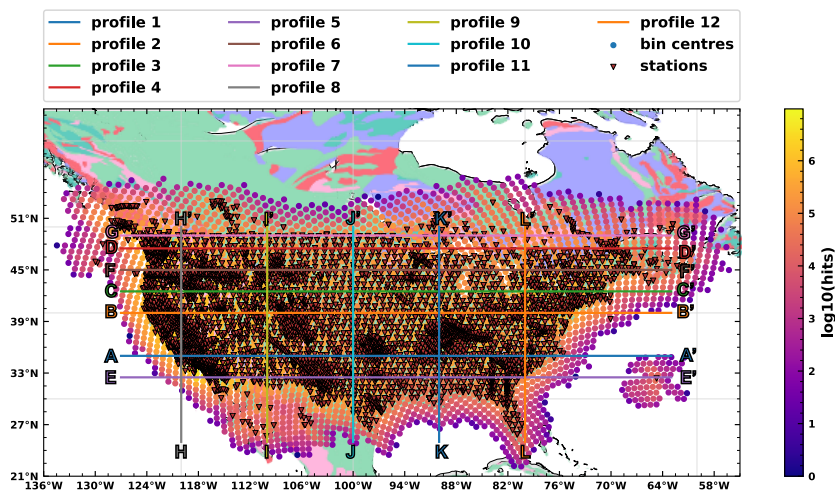 profile 1 profile 5 profile 9 profile 12
profile 2 profile 6 profile 10 bin centres
profile 3 profile 7 profile 11 stations
profile 4 profile 8
H' I' J' K' L'
51°N
G G'
D D'
F F'
45°N
C C'
B B'
39°N
A A'
33°N
E E'
27°N
H I J K L
21°N
136°W 130°W 124°W 118°W 112°W 106°W 100°W 94°W 88°W 82°W 76°W 70°W 64°W 58°W
6
5
4
3
2
1
0
log10(hits)